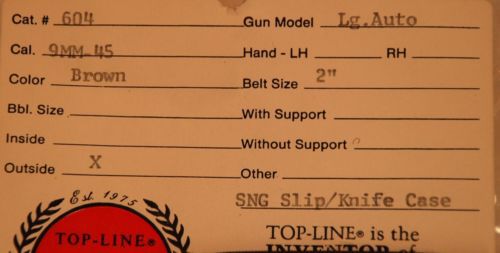 Cat. # 604 Gun Model Lg.Auto
Cal. 9MM-45 Hand - LH RH
Color Brown Belt Size 2"
Bbl. Size With Support
Inside Without Support
Outside X Other
SNG Slip/Knife Case
Est. 1975
TOP-LINE® TOP-LINE® is the
INVENTOR of